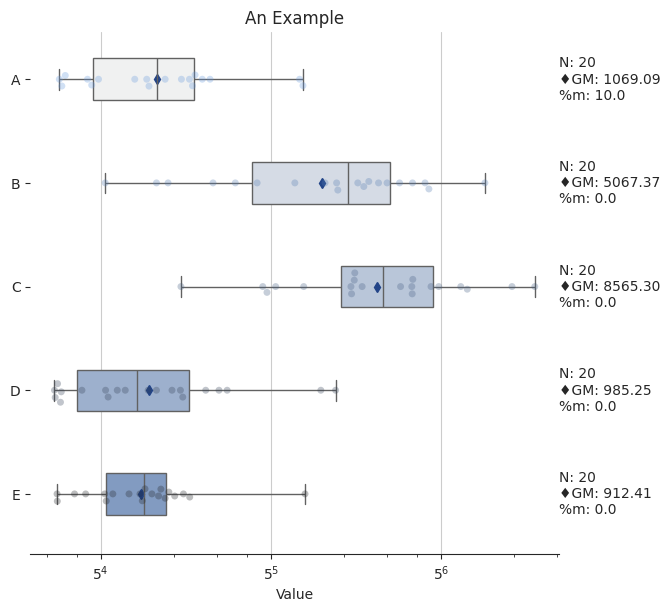 An Example
A
N: 20
♦GM: 1069.09
%m: 10.0
B
N: 20
♦GM: 5067.37
%m: 0.0
C
N: 20
♦GM: 8565.30
%m: 0.0
D
N: 20
♦GM: 985.25
%m: 0.0
E
N: 20
♦GM: 912.41
%m: 0.0
5⁴ 5⁵ 5⁶
Value